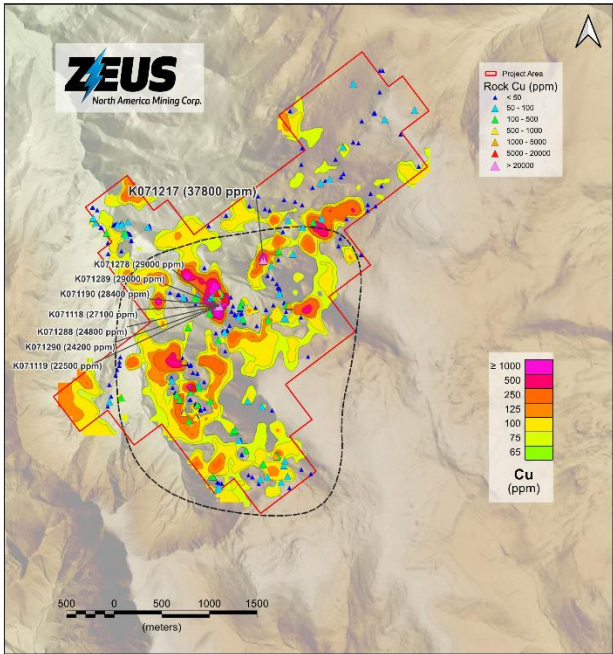 ZEUS
North America Mining Corp.
Project Area
Rock Cu (ppm)
< 50
50 - 100
100 - 500
500 - 1000
1000 - 5000
5000 - 20000
> 20000
K071217 (37800 ppm)
K071278 (29000 ppm)
K071289 (29000 ppm)
K071190 (28400 ppm)
K071118 (27100 ppm)
K071288 (24800 ppm)
K071290 (24200 ppm)
K071119 (22500 ppm)
≥ 1000
500
250
125
100
75
65
Cu
(ppm)
500 0 500 1000 1500
(meters)